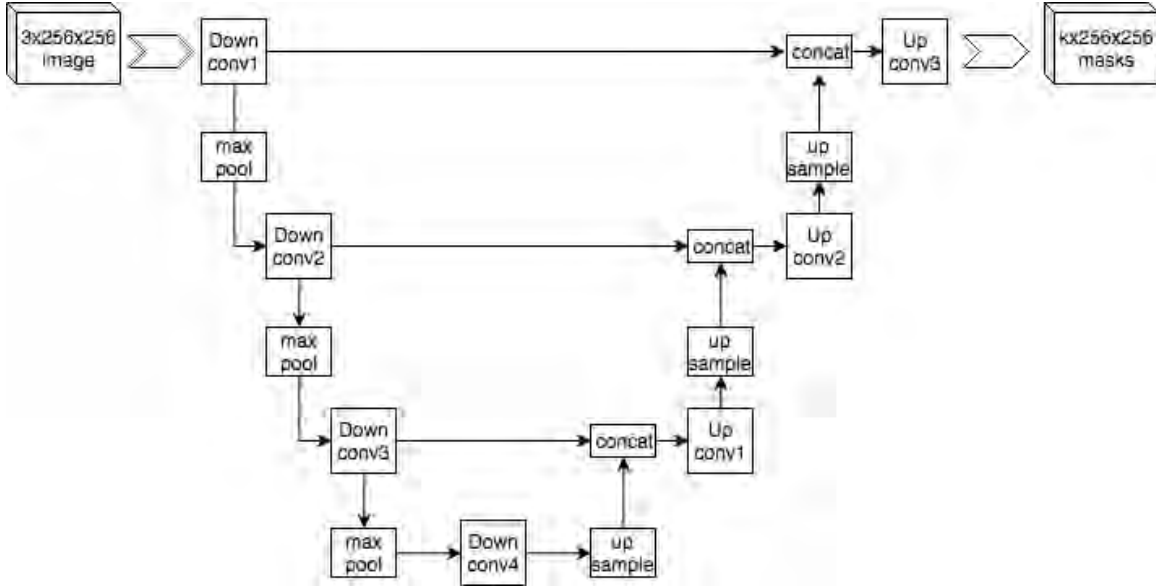 3x256x256
image
Down
conv1
concat
Up
conv3
kx256x256
masks
max
pool
up
sample
Down
conv2
concat
Up
conv2
max
pool
up
sample
Down
conv3
concat
Up
conv1
max
pool
Down
conv4
up
sample